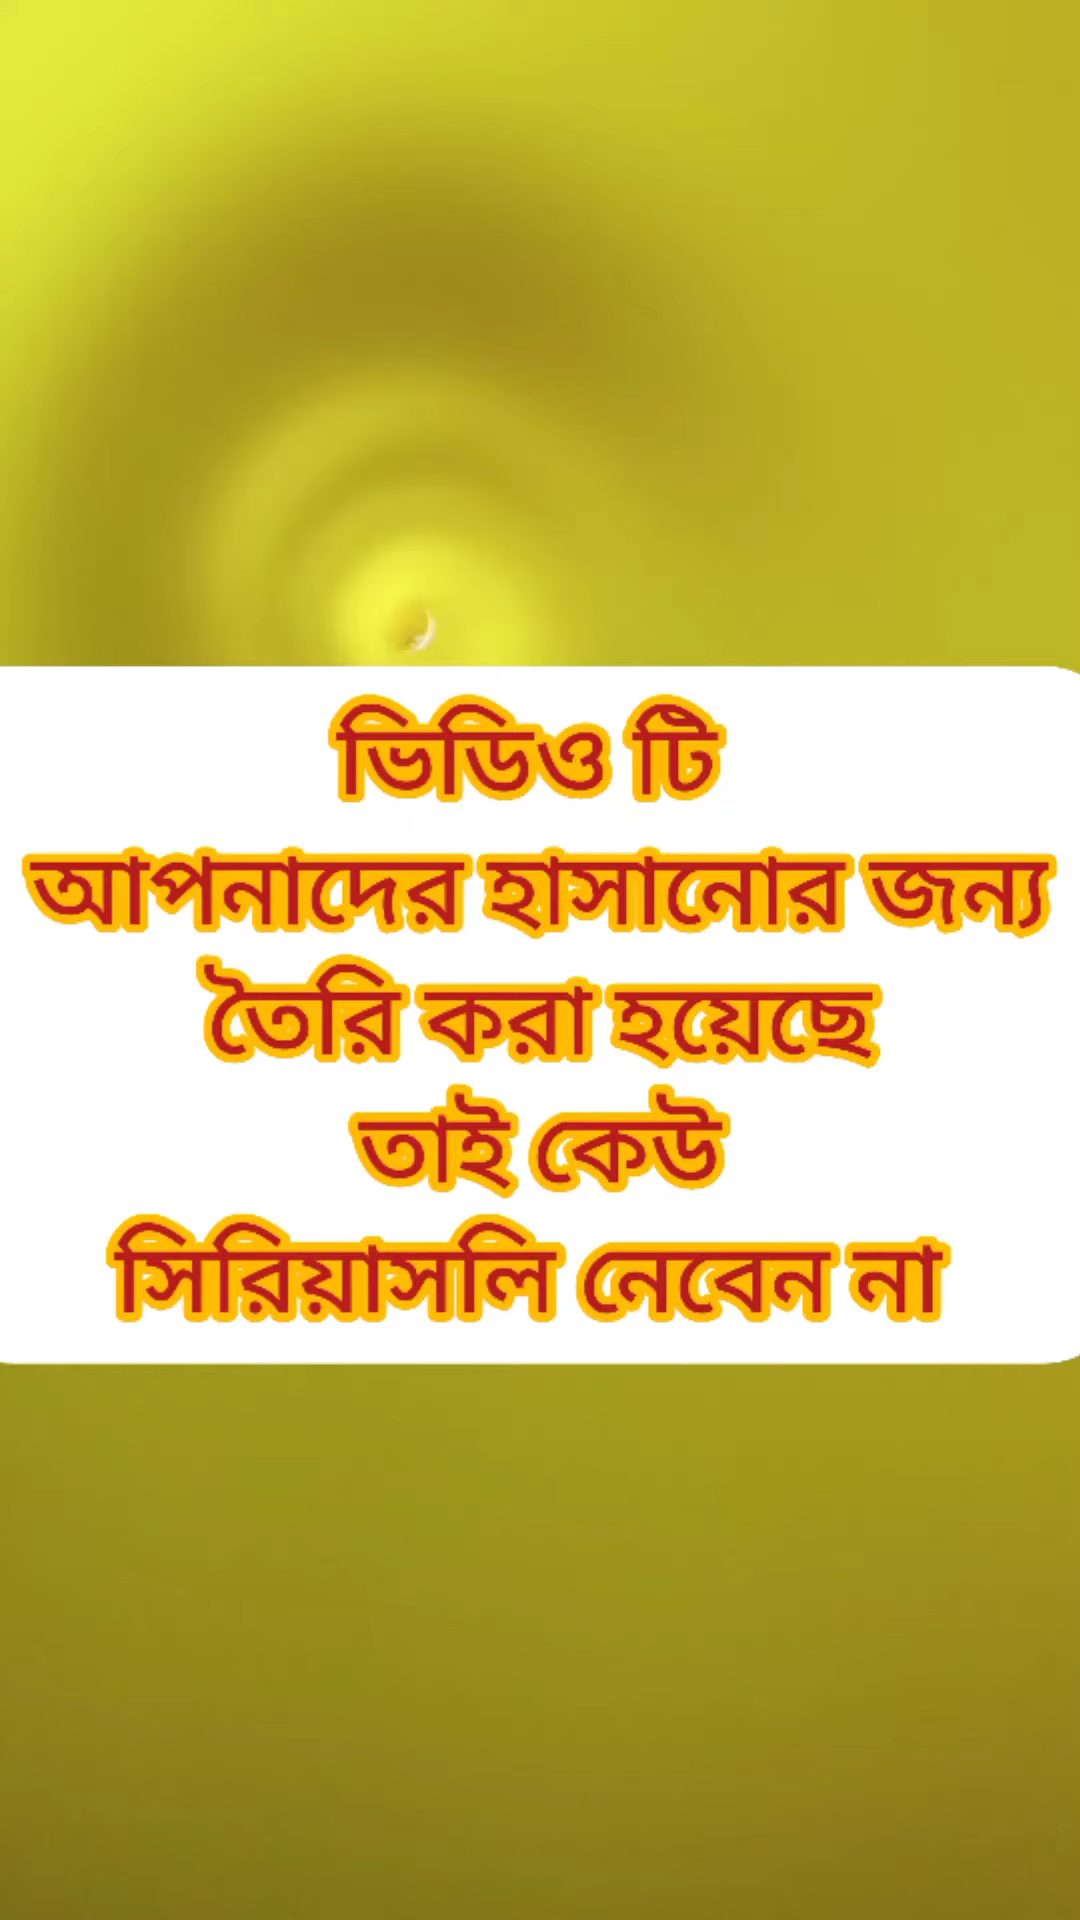 ভিডিও টি
আপনাদের হাসানোর জন্য
তৈরি করা হয়েছে
তাই কেউ
সিরিয়াসলি নেবেন না